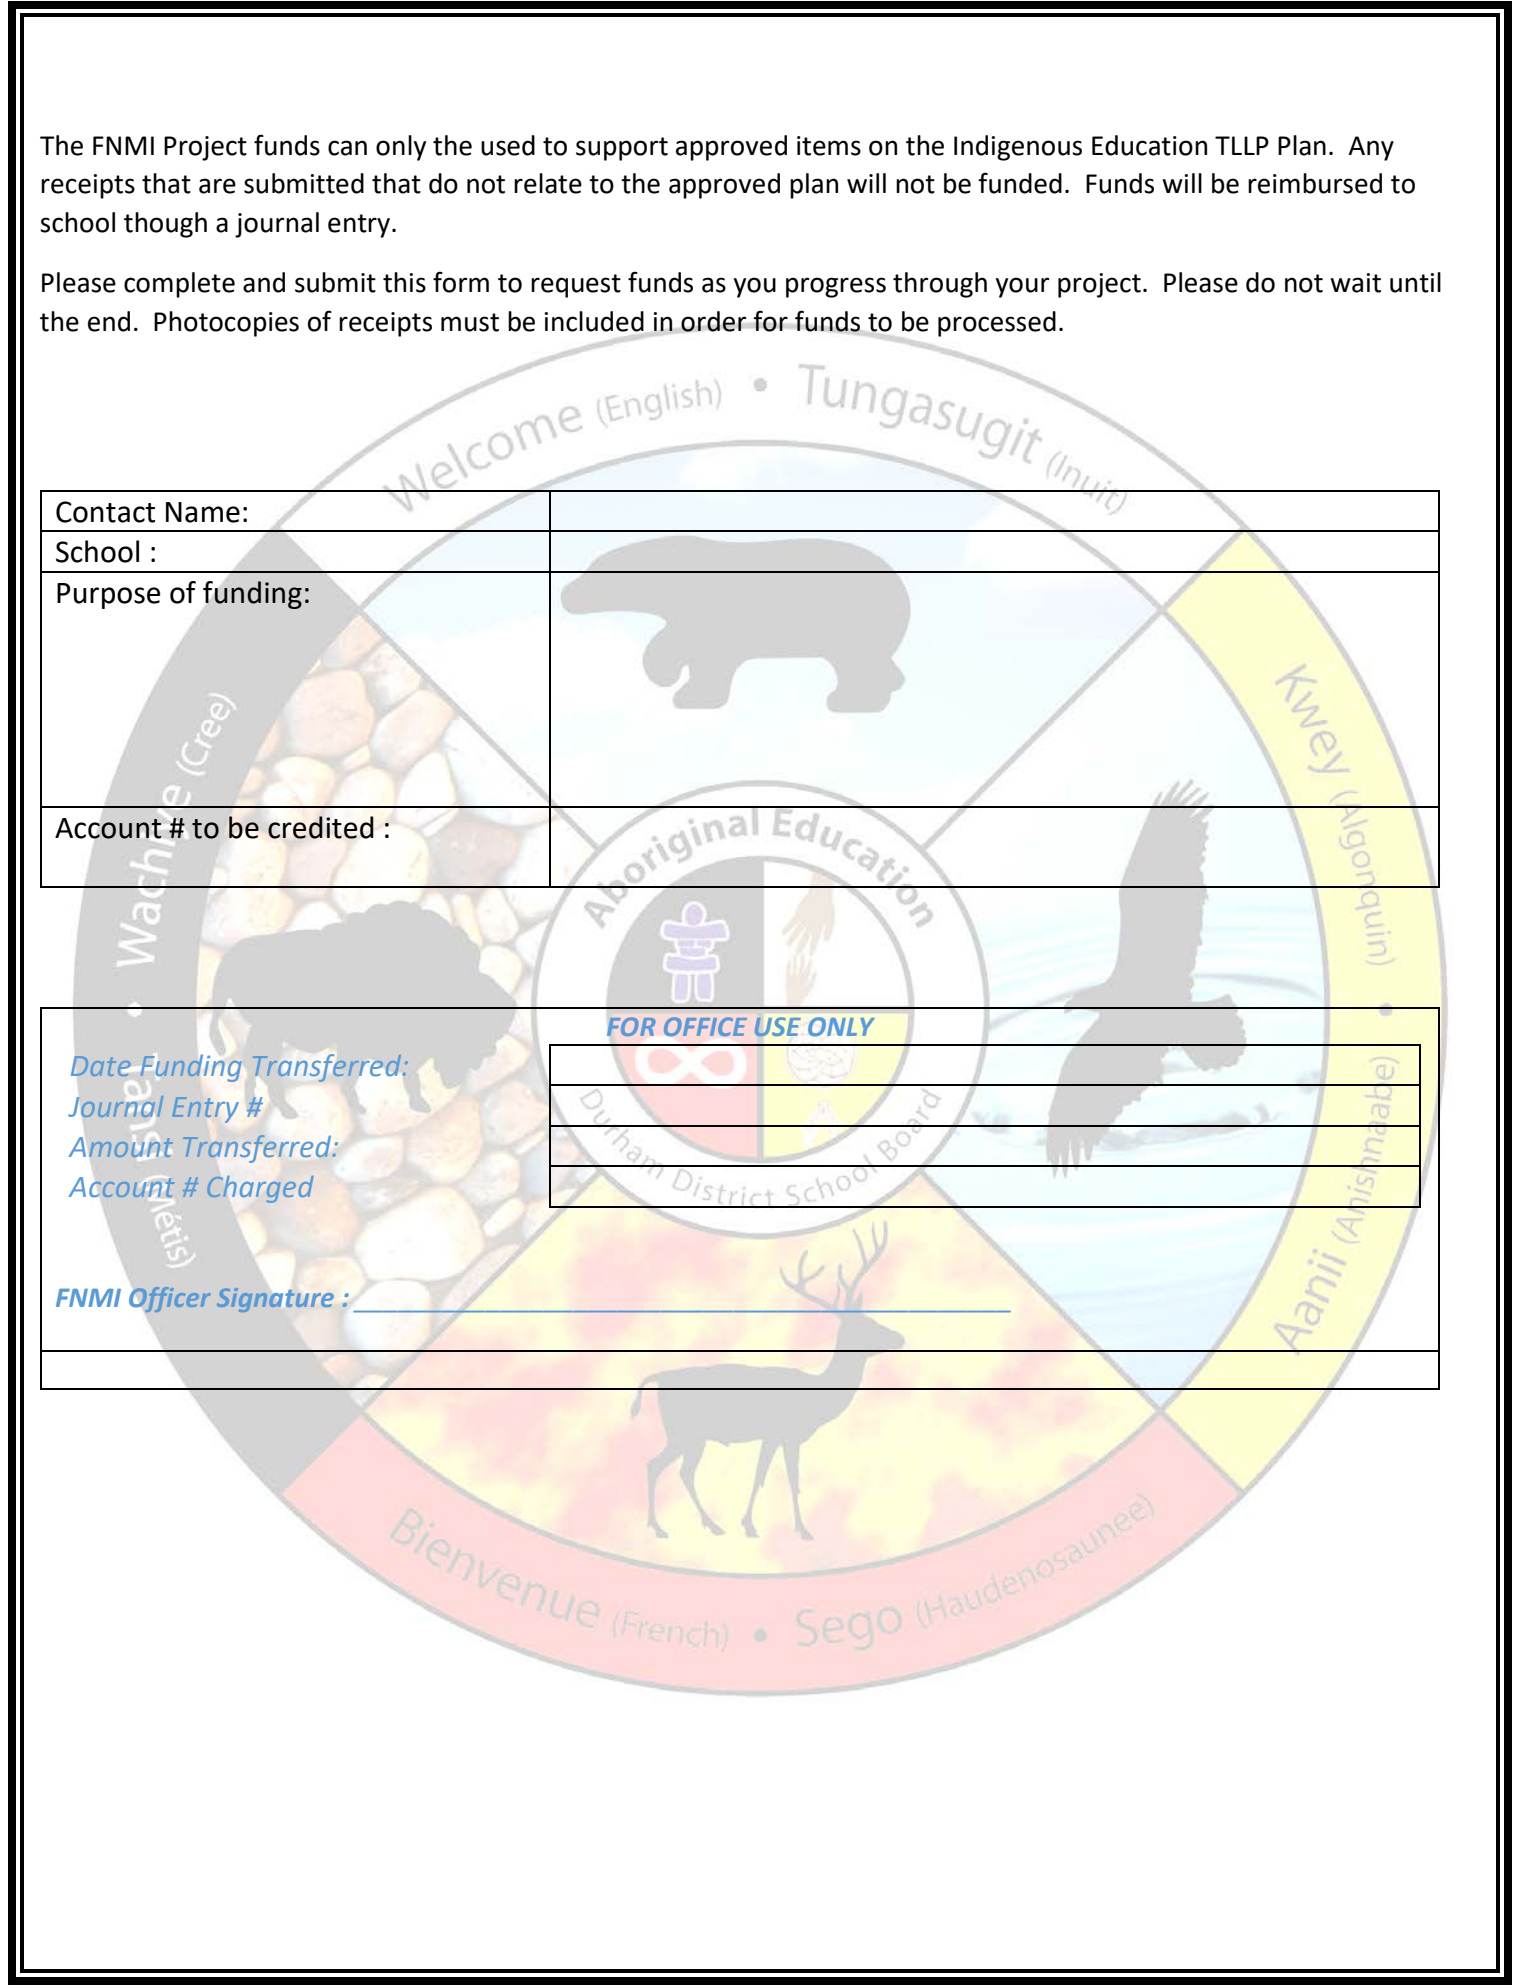 The FNMI Project funds can only the used to support approved items on the Indigenous Education TLLP Plan.  Any
receipts that are submitted that do not relate to the approved plan will not be funded.  Funds will be reimbursed to
school though a journal entry.
Please complete and submit this form to request funds as you progress through your project.  Please do not wait until
the end.  Photocopies of receipts must be included in order for funds to be processed.
Welcome (English) • Tungasugit (Inuit)
Contact Name:
School :
Purpose of funding:
Kwey (Algonquin) • Aanii (Anishnaabe)
Wachiye (Cree)
Account # to be credited :
Aboriginal Education
FOR OFFICE USE ONLY
Date Funding Transferred:
Journal Entry #
Amount Transferred:
Account # Charged
Durham District School Board
(Métis)
FNMI Officer Signature : ______________________________________________
Bienvenue (French) • Sego (Haudenosaunee)